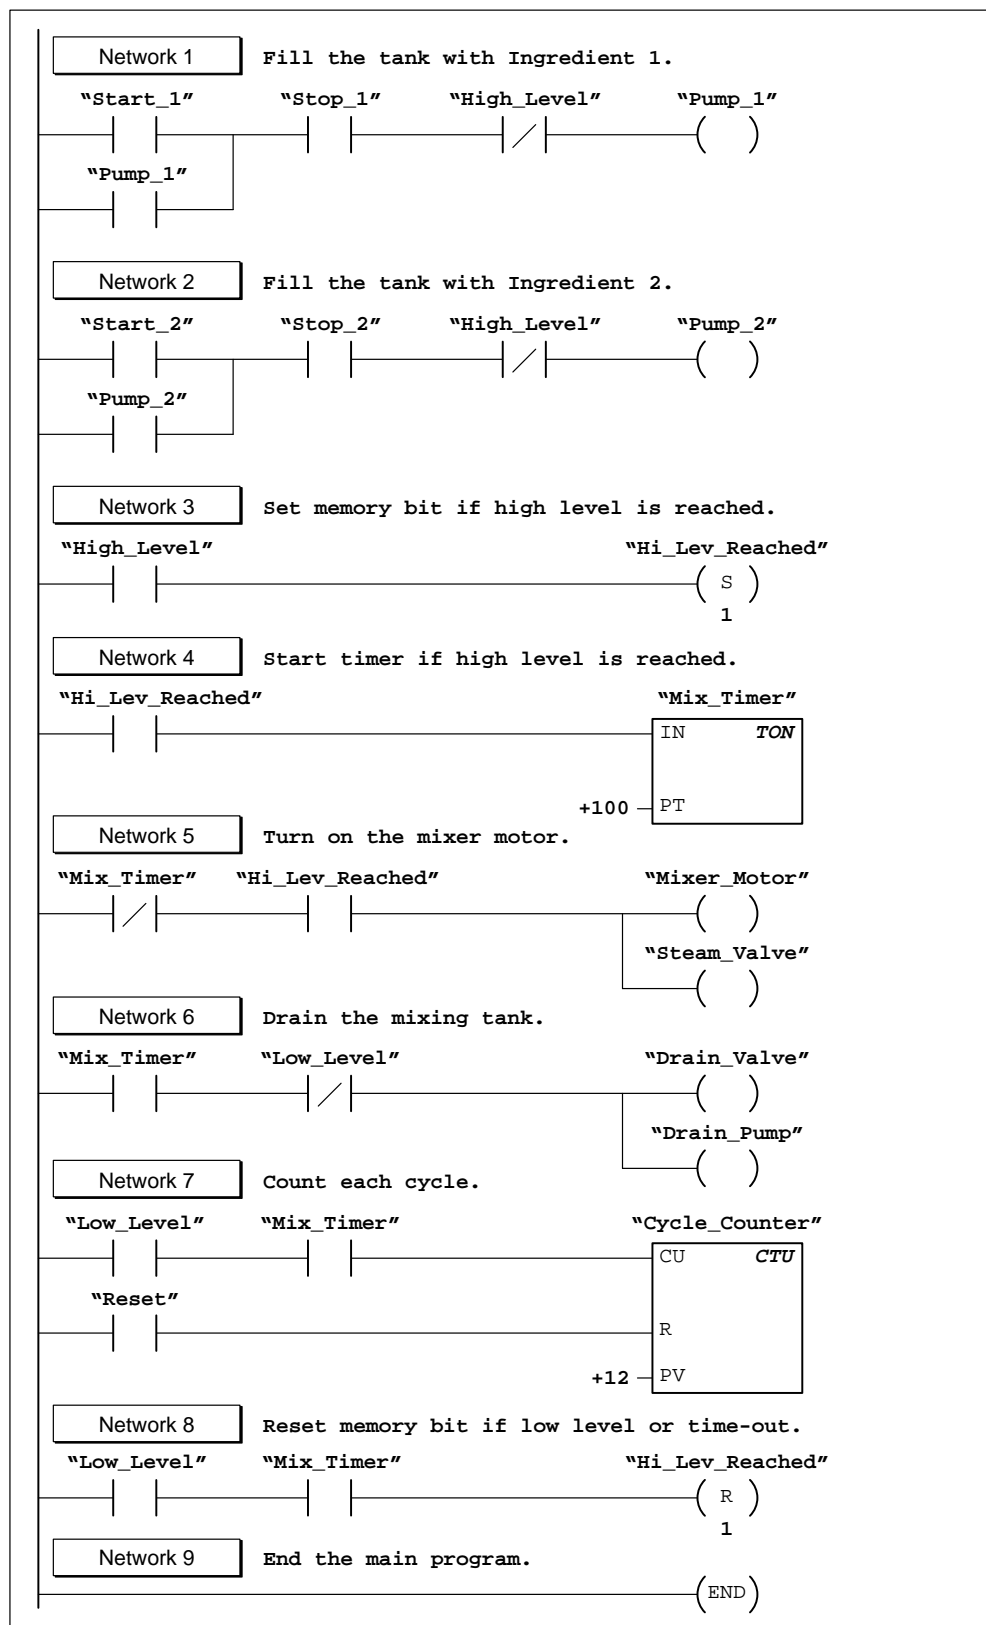 Network 1 Fill the tank with Ingredient 1.
“Start_1” “Stop_1” “High_Level” “Pump_1”
“Pump_1”
Network 2 Fill the tank with Ingredient 2.
“Start_2” “Stop_2” “High_Level” “Pump_2”
“Pump_2”
Network 3 Set memory bit if high level is reached.
“High_Level” “Hi_Lev_Reached”
S
1
Network 4 Start timer if high level is reached.
“Hi_Lev_Reached” “Mix_Timer”
IN TON
+100 PT
Network 5 Turn on the mixer motor.
“Mix_Timer” “Hi_Lev_Reached” “Mixer_Motor”
“Steam_Valve”
Network 6 Drain the mixing tank.
“Mix_Timer” “Low_Level” “Drain_Valve”
“Drain_Pump”
Network 7 Count each cycle.
“Low_Level” “Mix_Timer” “Cycle_Counter”
CU CTU
“Reset”
R
+12 PV
Network 8 Reset memory bit if low level or time-out.
“Low_Level” “Mix_Timer” “Hi_Lev_Reached”
R
1
Network 9 End the main program.
END